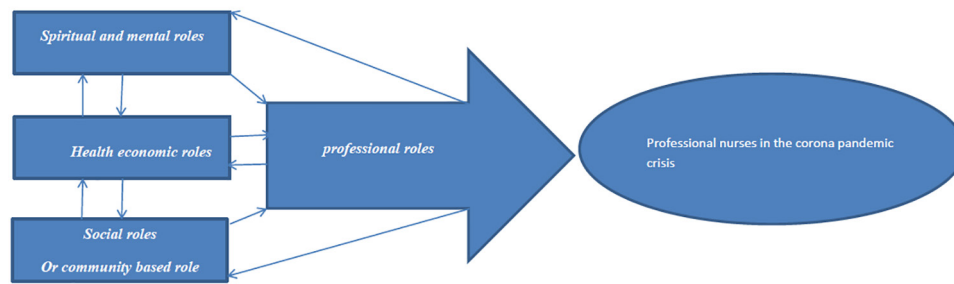 Spiritual and mental roles
Health economic roles
Social roles
Or community based role
professional roles
Professional nurses in the corona pandemic
crisis